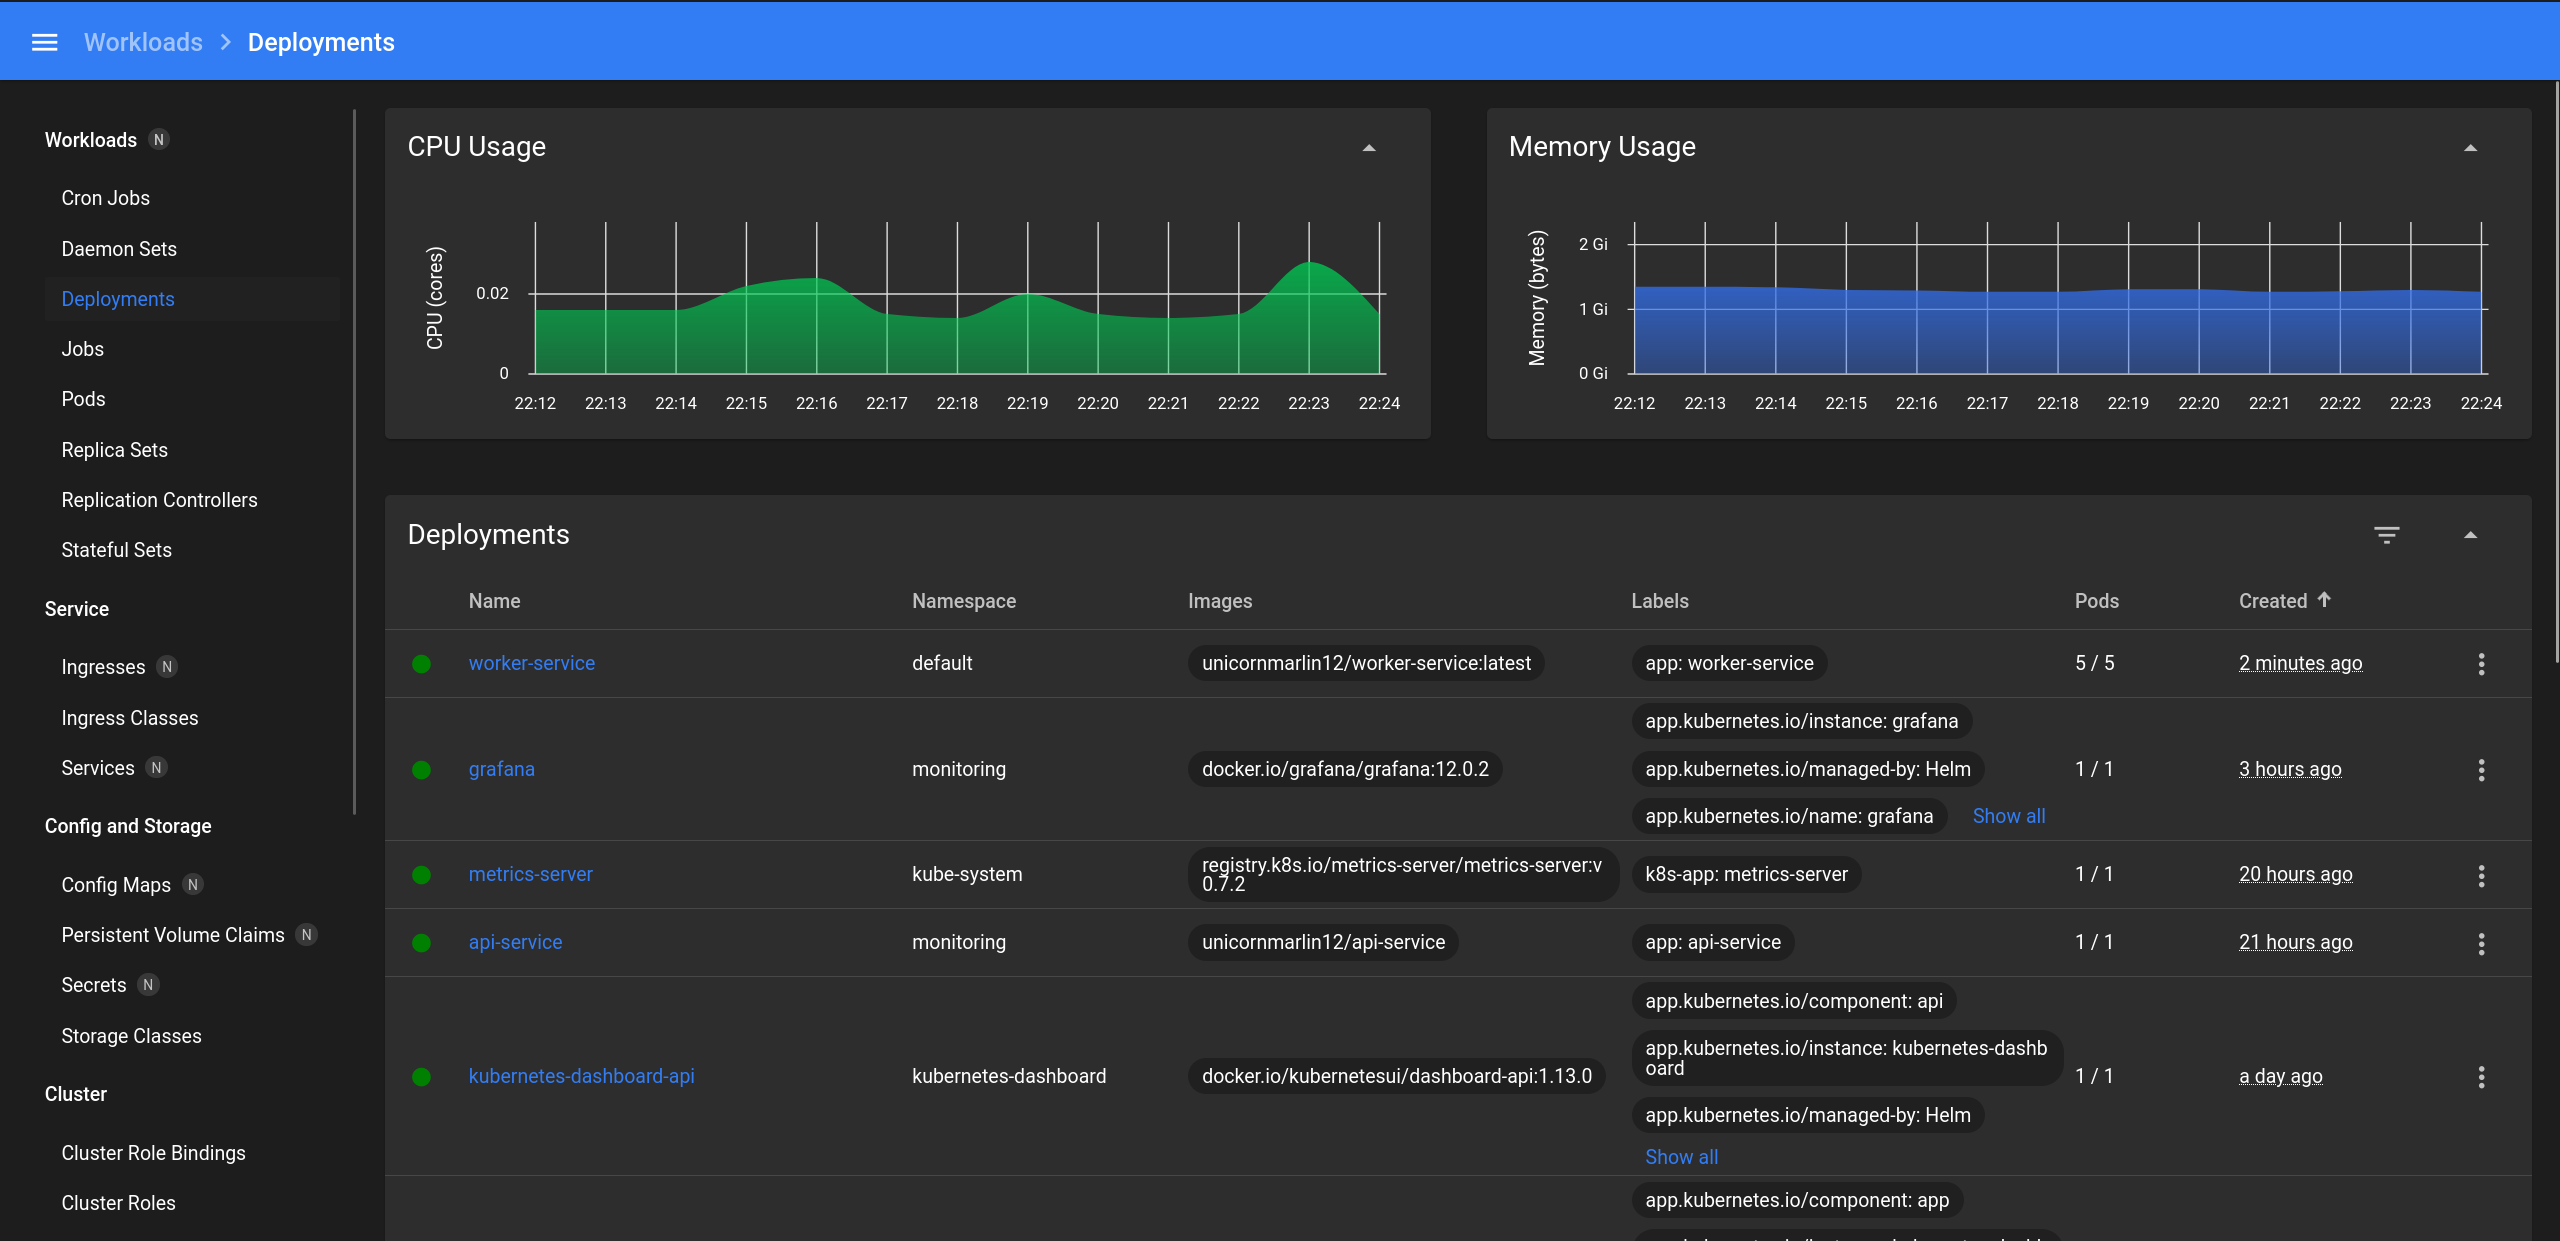 Workloads > Deployments
Workloads N
Cron Jobs
Daemon Sets
Deployments
Jobs
Pods
Replica Sets
Replication Controllers
Stateful Sets
Service
Ingresses N
Ingress Classes
Services N
Config and Storage
Config Maps N
Persistent Volume Claims N
Secrets N
Storage Classes
Cluster
Cluster Role Bindings
Cluster Roles
CPU Usage
CPU (cores)
0.02
0
22:12 22:13 22:14 22:15 22:16 22:17 22:18 22:19 22:20 22:21 22:22 22:23 22:24
Memory Usage
Memory (bytes)
2 Gi
1 Gi
0 Gi
22:12 22:13 22:14 22:15 22:16 22:17 22:18 22:19 22:20 22:21 22:22 22:23 22:24
Deployments
Name Namespace Images Labels Pods Created
worker-service default unicornmarlin12/worker-service:latest app: worker-service 5 / 5 2 minutes ago
app.kubernetes.io/instance: grafana
grafana monitoring docker.io/grafana/grafana:12.0.2 app.kubernetes.io/managed-by: Helm 1 / 1 3 hours ago
app.kubernetes.io/name: grafana Show all
metrics-server kube-system registry.k8s.io/metrics-server/metrics-server:v
0.7.2 k8s-app: metrics-server 1 / 1 20 hours ago
api-service monitoring unicornmarlin12/api-service app: api-service 1 / 1 21 hours ago
app.kubernetes.io/component: api
app.kubernetes.io/instance: kubernetes-dashb
oard
kubernetes-dashboard-api kubernetes-dashboard docker.io/kubernetesui/dashboard-api:1.13.0 1 / 1 a day ago
app.kubernetes.io/managed-by: Helm
Show all
app.kubernetes.io/component: app